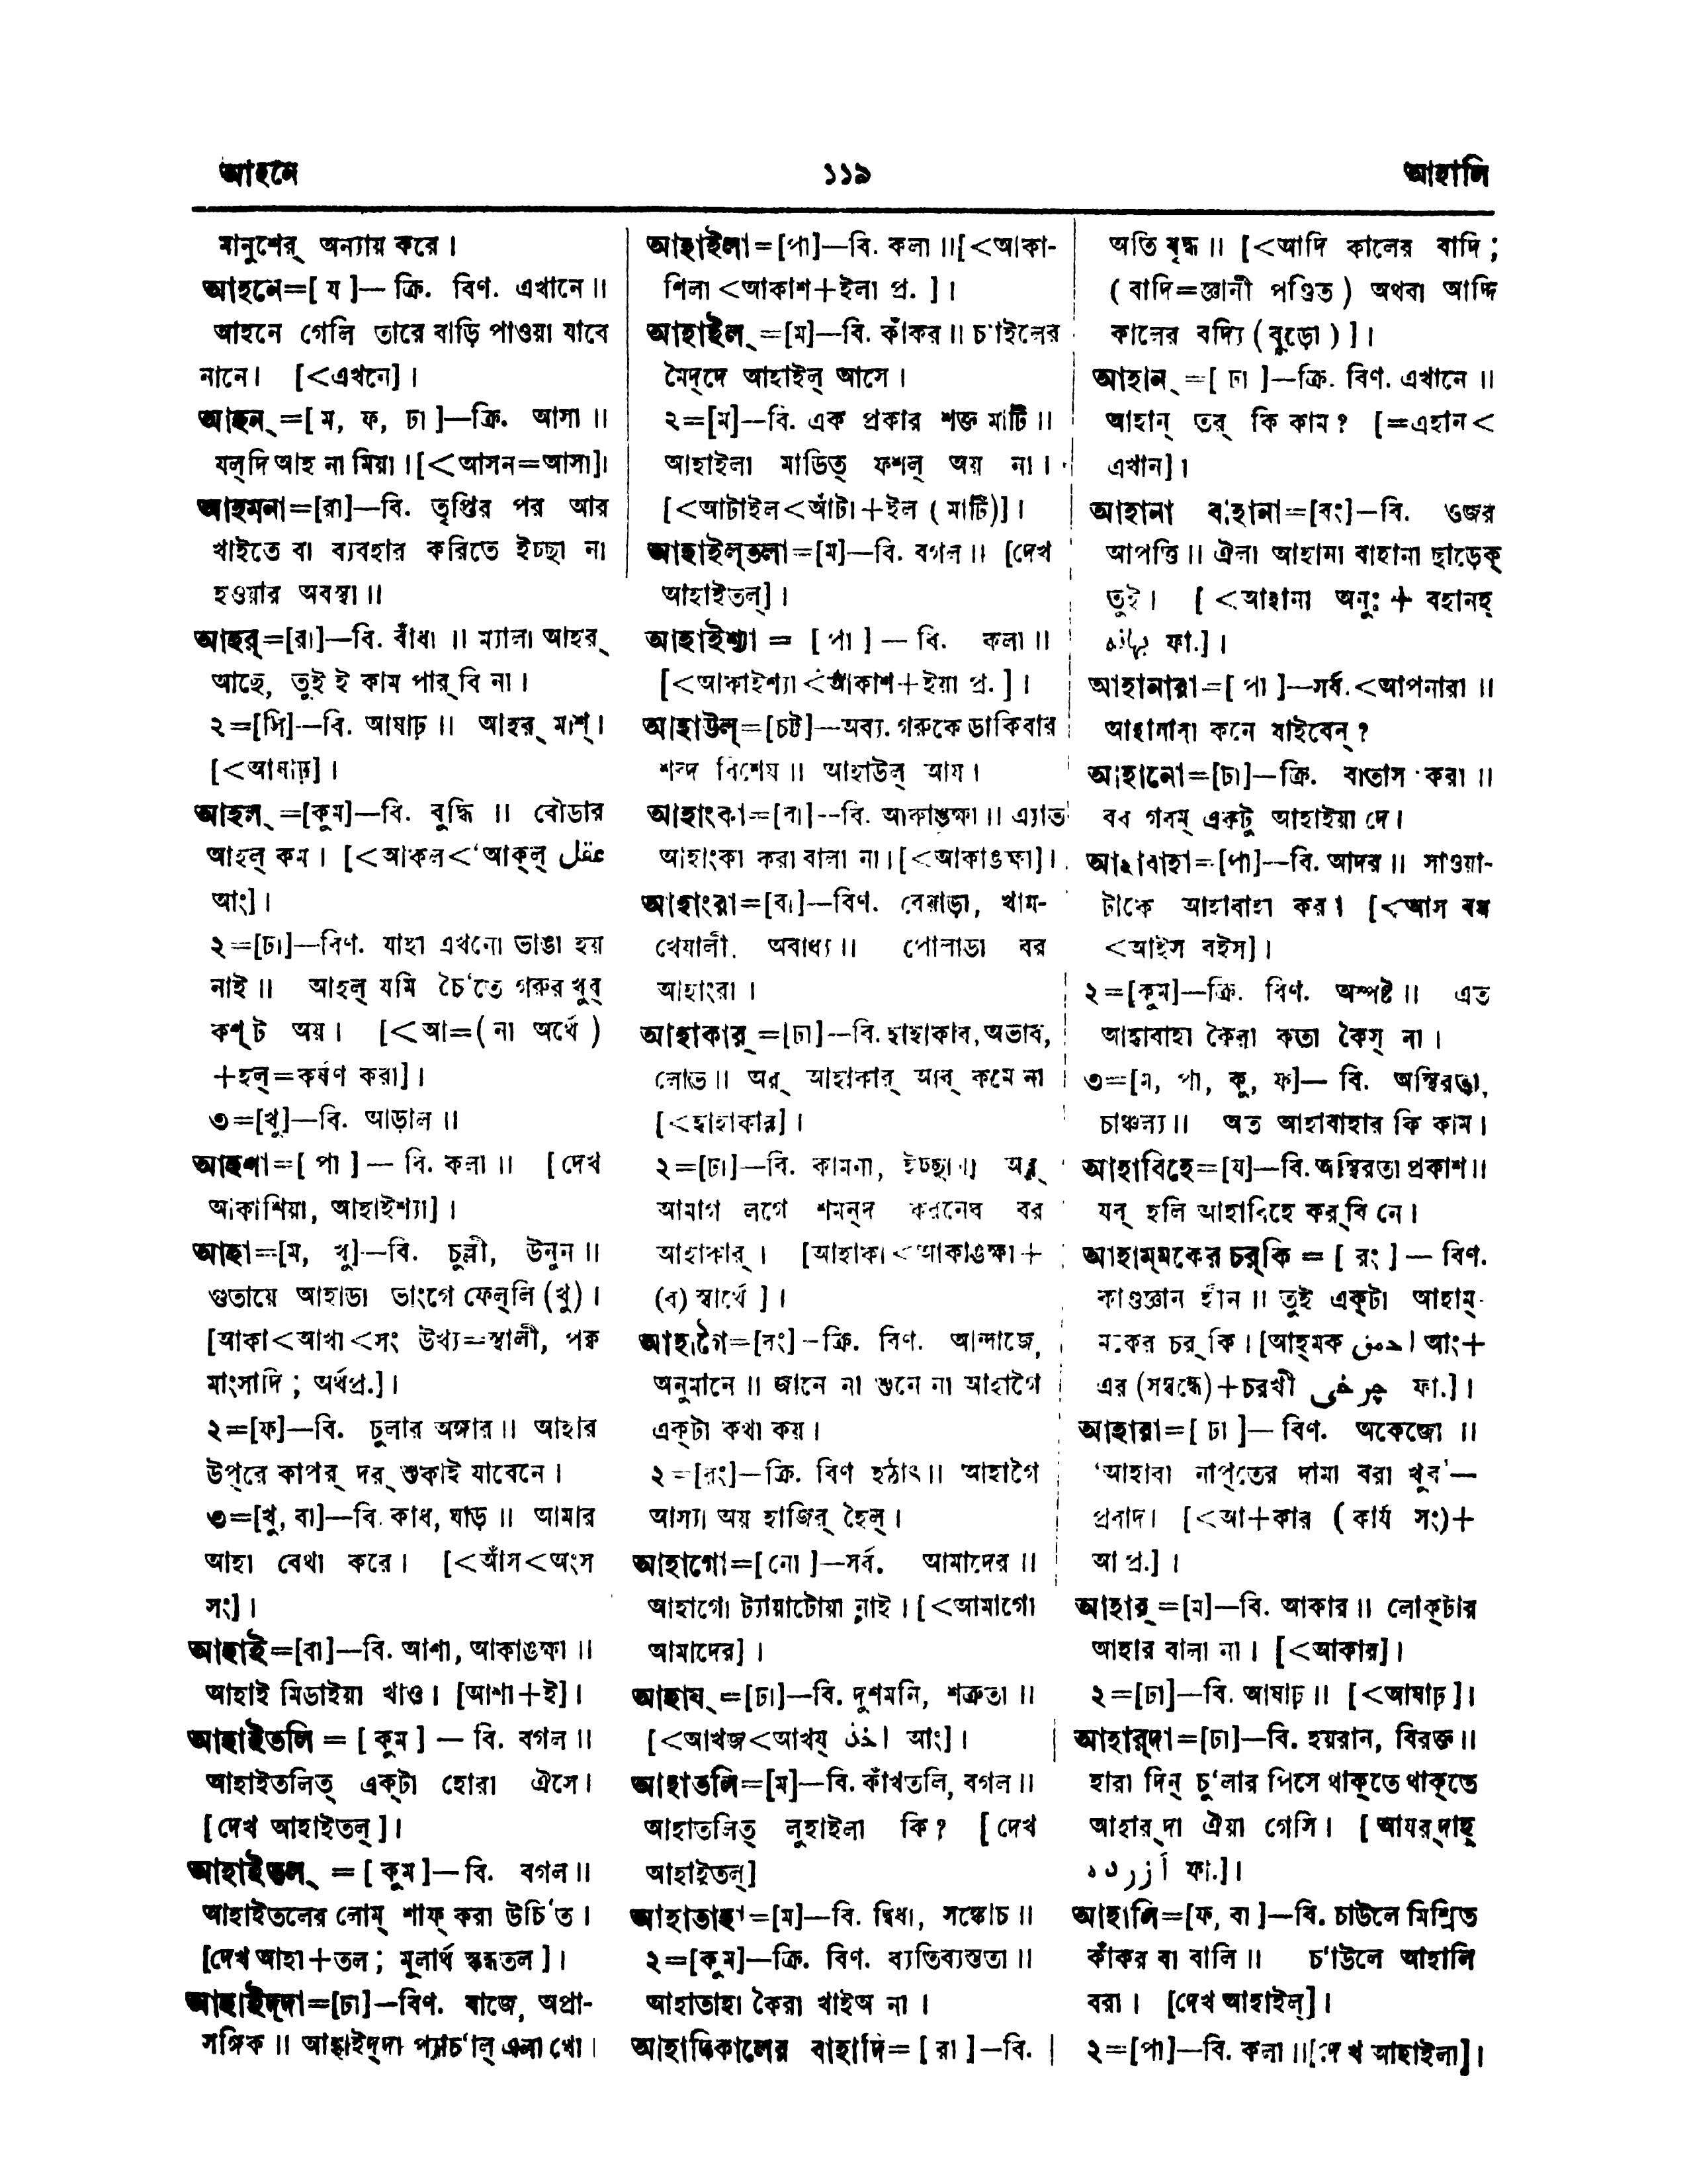 আহনে
১১৯
আহালি
মানুশের্ অন্যায় করে।
আহনে=[ য ]— ক্রি. বিণ. এখানে॥
আহনে গেলি তারে বাড়ি পাওয়া যাবে
নানে। [<এখনে]।
আহন্=[ ম, ফ, ঢা ]—ক্রি. আসা॥
যল্‌দি আহ না মিয়া। [<আসন=আসা]।
আহমনা=[রা]—বি. তৃপ্তির পর আর
খাইতে বা ব্যবহার করিতে ইচ্ছা না
হওয়ার অবস্থা॥
আহর্=[রা]—বি. বাঁধা॥ ম্যালা আহর্
আছে, তুই ই কাম পার্‌বি না।
২=[সি]—বি. আষাঢ়॥ আহর্ মাশ্।
[<আষাঢ়]।
আহল্=[কুম]—বি. বুদ্ধি॥ বৌডার
আহল্ কম। [<আকল<'আক্‌ল্ عقل
আং]।
২=[ঢা]—বিণ. যাহা এখনো ভাঙা হয়
নাই॥ আহল্ যমি চৈ'তে গরুর খুব্
কশ্‌ট অয়। [<আ=( না অর্থে )
+হল্=কর্ষণ করা]।
৩=[খু]—বি. আড়াল॥
আহশা=[ পা ]— বি. কলা॥ [দেখ
আকাশিয়া, আহাইশ্যা]।
আহা=[ম, খু]—বি. চুল্লী, উনুন॥
গুতায়ে আহাডা ভাংগে ফেল্‌লি (খু)।
[আকা<আখা<সং উখ্য=স্থালী, পক্ব
মাংসাদি ; অর্থপ্র.]।
২=[ফ]—বি. চুলার অঙ্গার॥ আহার
উপ্‌রে কাপর্ দর্ শুকাই যাবেনে।
৩=[খু, বা]—বি. কাধ, ঘাড়॥ আমার
আহা বেথা করে। [<আঁস<অংস
সং]।
আহাই=[বা]—বি. আশা, আকাঙক্ষা॥
আহাই মিডাইয়া খাও। [আশা+ই]।
আহাইতলি = [ কুম ] — বি. বগল॥
আহাইতলিত্ এক্‌টা হোরা ঐসে।
[দেখ আহাইতল্]।
আহাইতল্ = [ কুম ]— বি. বগল॥
আহাইতলের লোম্ শাফ্ করা উচি'ত।
[দেখ আহা+তল ; মূলার্থ স্কন্ধতল ]।
আহাইদ্‌দা=[ঢা]—বিণ. বাজে, অপ্রা-
সঙ্গিক॥ আহাইদ্‌দা প্যাচ'াল্ এলা থো।
আহাইলা=[পা]—বি. কলা॥[<আকা-
শিলা<আকাশ+ইলা প্র. ]।
আহাইল্=[ম]—বি. কাঁকর॥ চ'াইলের
মৈদ্‌দে আহাইল্ আসে।
২=[ম]—বি. এক প্রকার শক্ত মাটি॥
আহাইলা মাডিত্ ফশল্ অয় না।
[<আটাইল<আঁটা+ইল ( মাটি)]।
আহাইল্‌তলা=[ম]—বি. বগল॥ [দেখ
আহাইতল্]।
আহাইশ্যা = [ পা ] — বি. কলা॥
[<আকাইশ্যা<আকাশ+ইয়া প্র. ]।
আহাউল্=[চট্ট]—অব্য. গরুকে ডাকিবার
শব্দ বিশেষ॥ আহাউল্ আয।
আহাংকা=[বা]—বি. আকাঙক্ষা॥ এ্যাত
আহাংকা করা বালা না। [<আকাঙক্ষা]।
আহাংরা=[বা]—বিণ. বেয়াড়া, খাম-
খেযালী, অবাধ্য॥ পোলাডা বর
আহাংরা।
আহাকার্=[ঢা]—বি. হাহাকাব, অভাব,
লোভ॥ অর্ আহাকার্ আব্ কমে না
[<হাহাকার]।
২=[ঢা]—বি. কামনা, ইচ্ছা॥
আমাগ লগে শমন্‌দ করনেব বর
আহাকার্। [আহাকা<আকাঙক্ষা+
(ব) স্বার্থে ]।
আহাগৈ=[বং]—ক্রি. বিণ. আন্দাজে,
অনুমানে॥ জানে না শুনে না আহাগৈ
এক্‌টা কথা কয়।
২=[রং]—ক্রি. বিণ হঠাৎ॥ আহাগৈ
আস্যা অয় হাজির্ হৈল্।
আহাগো=[নো ]—সর্ব. আমাদের॥
আহাগো ট্যায়াটোয়া নাই। [<আমাগো
আমাদের]।
আহায্=[ঢা]—বি. দুশমনি, শত্রুতা॥
[<আখজ<আখয্ اخذ আং]।
আহাতলি=[ম]—বি. কাঁখতলি, বগল॥
আহাতলিত্ লুহাইলা কি? [দেখ
আহাইতল্]
আহাতাহা=[ম]—বি. দ্বিধা, সঙ্কোচ॥
২=[কুম]—ক্রি. বিণ. ব্যতিব্যস্ততা॥
আহাতাহা কৈরা খাইঅ না।
আহাদিকালের বাহাদি=[ রা ]—বি.
অতি বৃদ্ধ॥ [<আদি কালের বাদি ;
( বাদি=জ্ঞানী পণ্ডিত ) অথবা আদ্দি
কালের বদ্যি (বুড়ো )]।
আহান্=[ ঢা ]—ক্রি. বিণ. এখানে॥
আহান্ তর্ কি কাম? [=এহান<
এখান]।
আহানা বাহানা=[বং]—বি. ওজর
আপত্তি॥ ঐলা আহানা বাহানা ছাড়েক্
তুই। [<আহানা অনুঃ + বহানহ্
بہانہ ফা.]।
আহানারা=[ পা ]—সর্ব.<আপনারা॥
আহানারা কনে যাইবেন্?
আহানো=[ঢা]—ক্রি. বাতাস করা॥
বব গবম্ একটু আহাইয়া দে।
আহাবাহা=[পা]—বি. আদর॥ সাওয়া-
টাকে আহাবাহা কর। [<আস বস
<আইস বইস]।
২=[কুম]—ক্রি. বিণ. অস্পষ্ট॥ এত
আহাবাহা কৈরা কতা কৈস্ না।
৩=[ম, পা, কু, ফ]— বি. অস্থিরতা,
চাঞ্চল্য॥ অত আহাবাহার কি কাম।
আহাবিহে=[য]—বি. অস্থিরতা প্রকাশ॥
যব্ হলি আহাবিহে কর্‌বি নে।
আহাম্‌মকের চর্‌কি = [ রং ] — বিণ.
কাণ্ডজ্ঞান হীন॥ তুই এক্‌টা আহাম্-
মকের চর্‌কি। [আহ্‌মক احمق আং+
এর (সম্বন্ধে)+চরখী چرخی ফা.]।
আহারা=[ ঢা ]— বিণ. অকেজো॥
'আহাবা নাপ্‌তের দামা বরা খুব'—
প্রবাদ। [<আ+কার ( কার্য সং)+
আ প্র.]।
আহার্=[ম]—বি. আকার॥ লোক্‌টার
আহার বালা না। [<আকার]।
২=[ঢা]—বি. আষাঢ়॥ [<আষাঢ় ]।
আহার্‌দা=[ঢা]—বি. হয়রান, বিরক্ত॥
হারা দিন্ চু'লার পিসে থাক্‌তে থাক্‌তে
আহার্‌দা ঐয়া গেসি। [ আযর্‌দাহ্
آزرده ফা.]।
আহালি=[ফ, বা ]—বি. চাউলে মিশ্রিত
কাঁকর বা বালি॥ চ'াউলে আহালি
বরা। [দেখ আহাইল্]।
২=[পা]—বি. কলা॥[দেখ আহাইলা]।